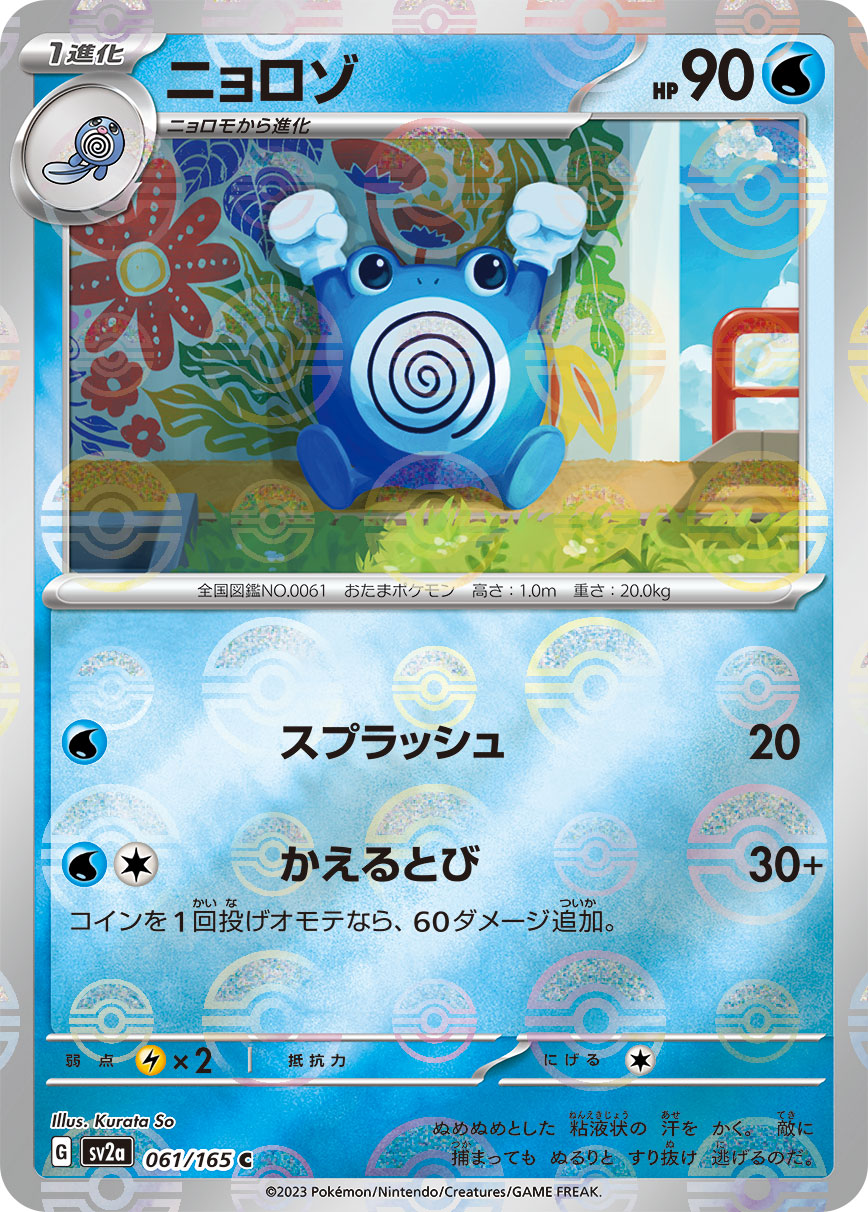 1進化
ニョロゾ
HP 90
ニョロモから進化
全国図鑑NO.0061 おたまポケモン 高さ:1.0m 重さ:20.0kg
スプラッシュ 20
かえるとび 30+
コインを1回投げオモテなら、60ダメージ追加。
弱点 ×2 抵抗力 にげる
Illus. Kurata So
G sv2a 061/165 C
ぬめぬめとした 粘液状の 汗を かく。敵に
捕まっても ぬるりと すり抜け 逃げるのだ。
©2023 Pokémon/Nintendo/Creatures/GAME FREAK.